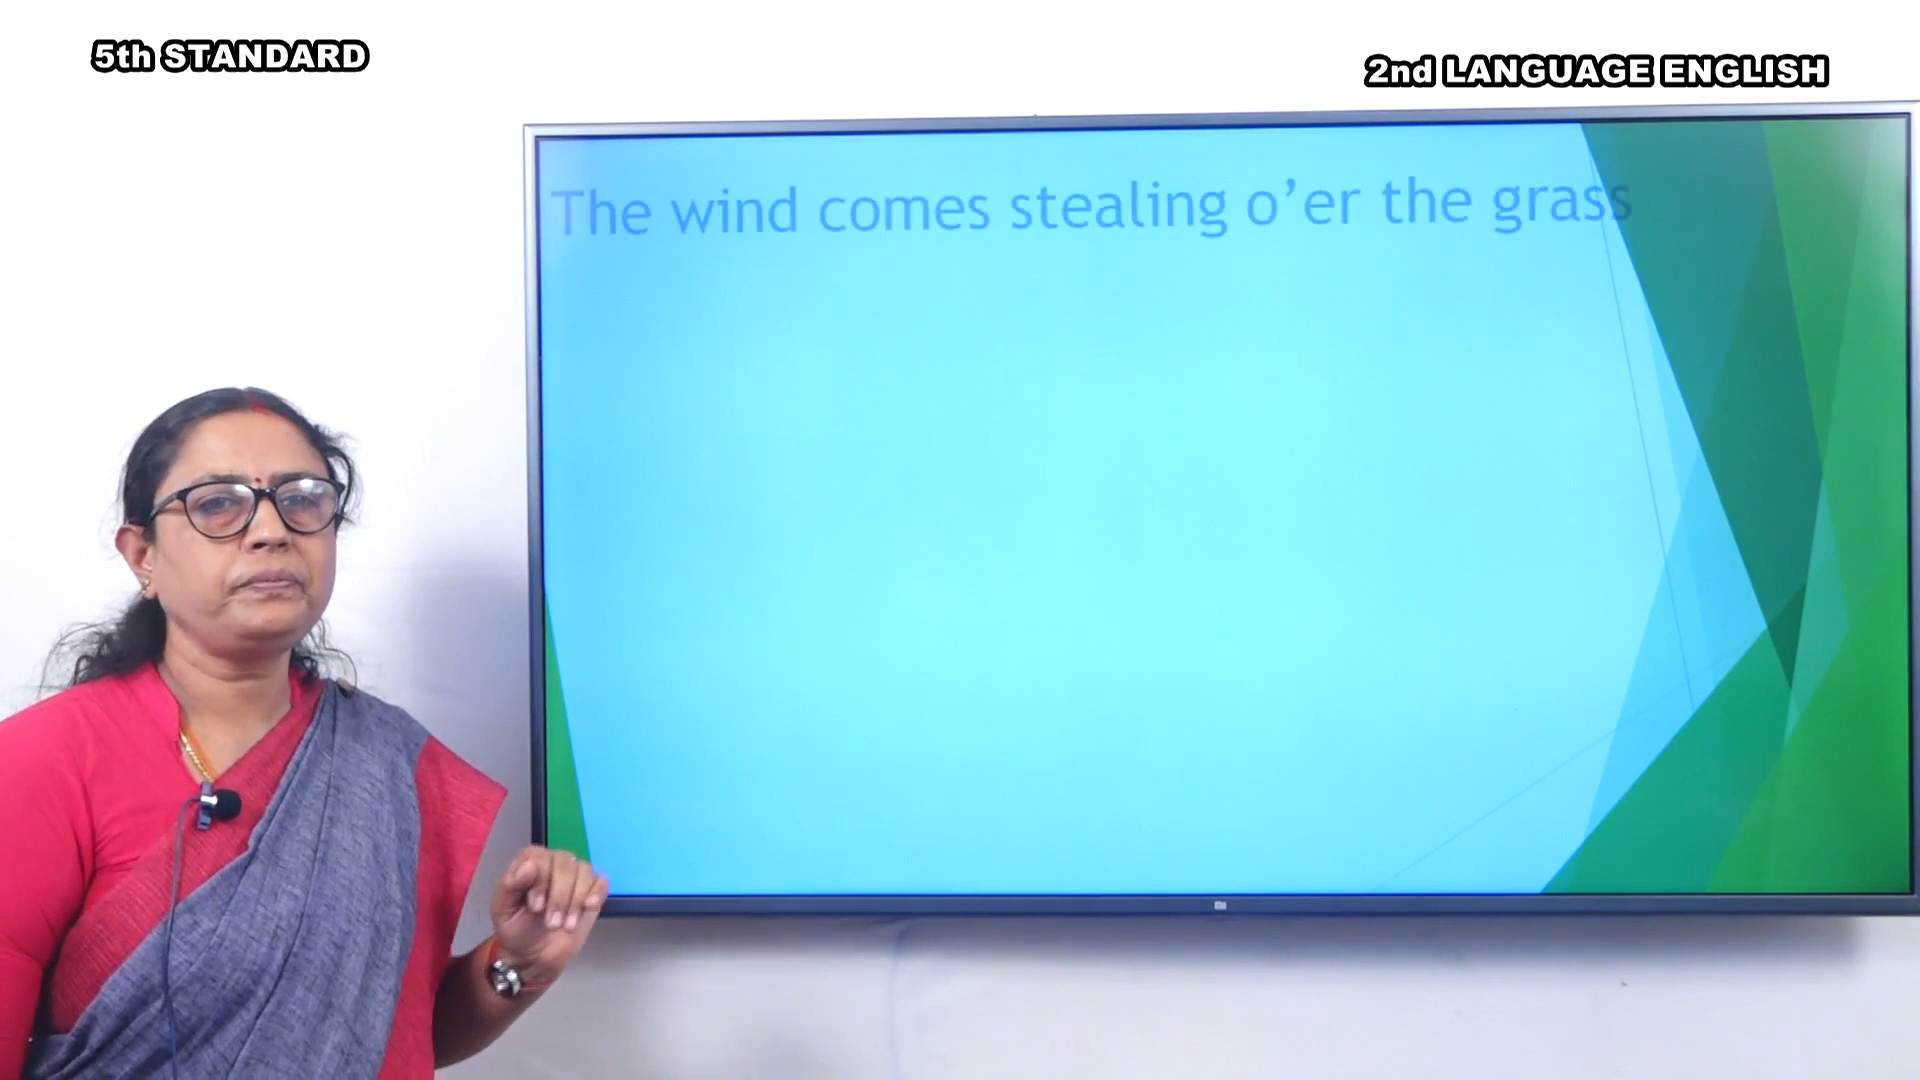 5th STANDARD
2nd LANGUAGE ENGLISH
The wind comes stealing o’er the grass